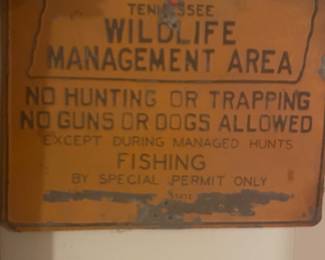 TENNESSEE
WILDLIFE
MANAGEMENT AREA
NO HUNTING OR TRAPPING
NO GUNS OR DOGS ALLOWED
EXCEPT DURING MANAGED HUNTS
FISHING
BY SPECIAL PERMIT ONLY